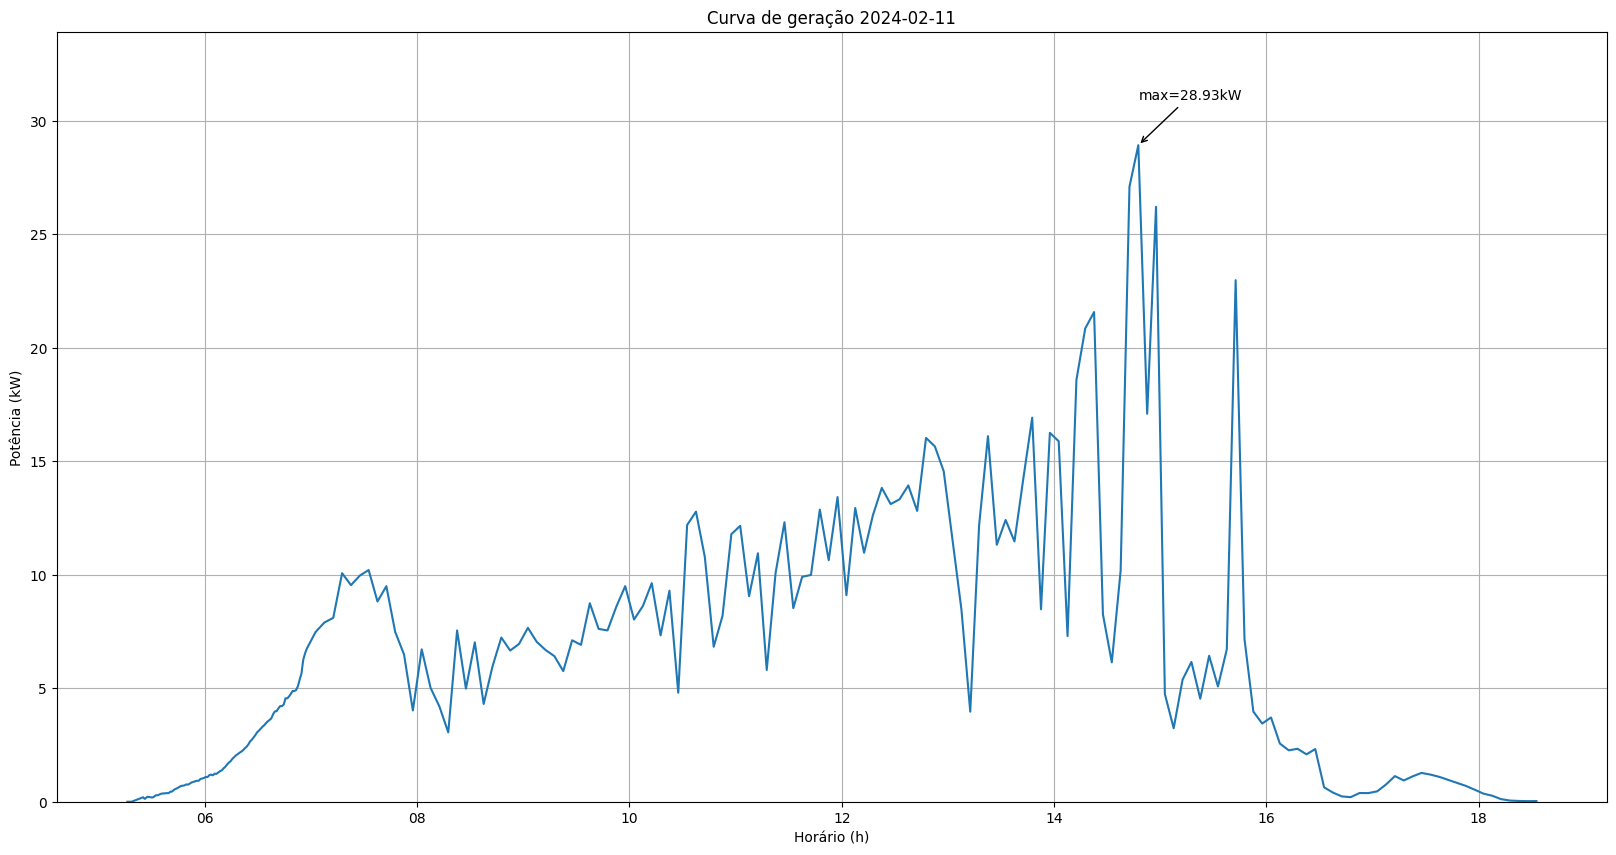 Curva de geração 2024-02-11
max=28.93kW
Potência (kW)
30
25
20
15
10
5
0
06 08 10 12 14 16 18
Horário (h)